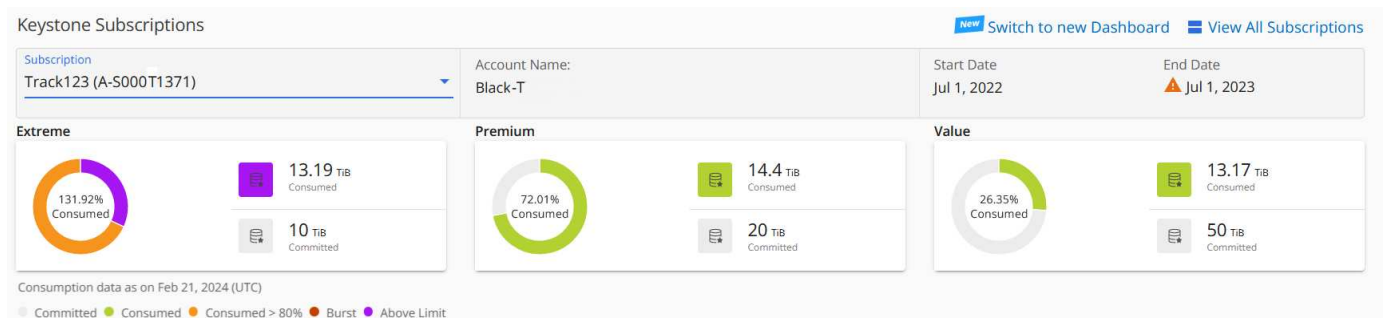 Keystone Subscriptions
New Switch to new Dashboard View All Subscriptions
Subscription
Track123 (A-S000T1371)
Account Name:
Black-T
Start Date
Jul 1, 2022
End Date
Jul 1, 2023
Extreme
131.92%
Consumed
13.19 TiB
Consumed
10 TiB
Committed
Premium
72.01%
Consumed
14.4 TiB
Consumed
20 TiB
Committed
Value
26.35%
Consumed
13.17 TiB
Consumed
50 TiB
Committed
Consumption data as on Feb 21, 2024 (UTC)
Committed Consumed Consumed > 80% Burst Above Limit